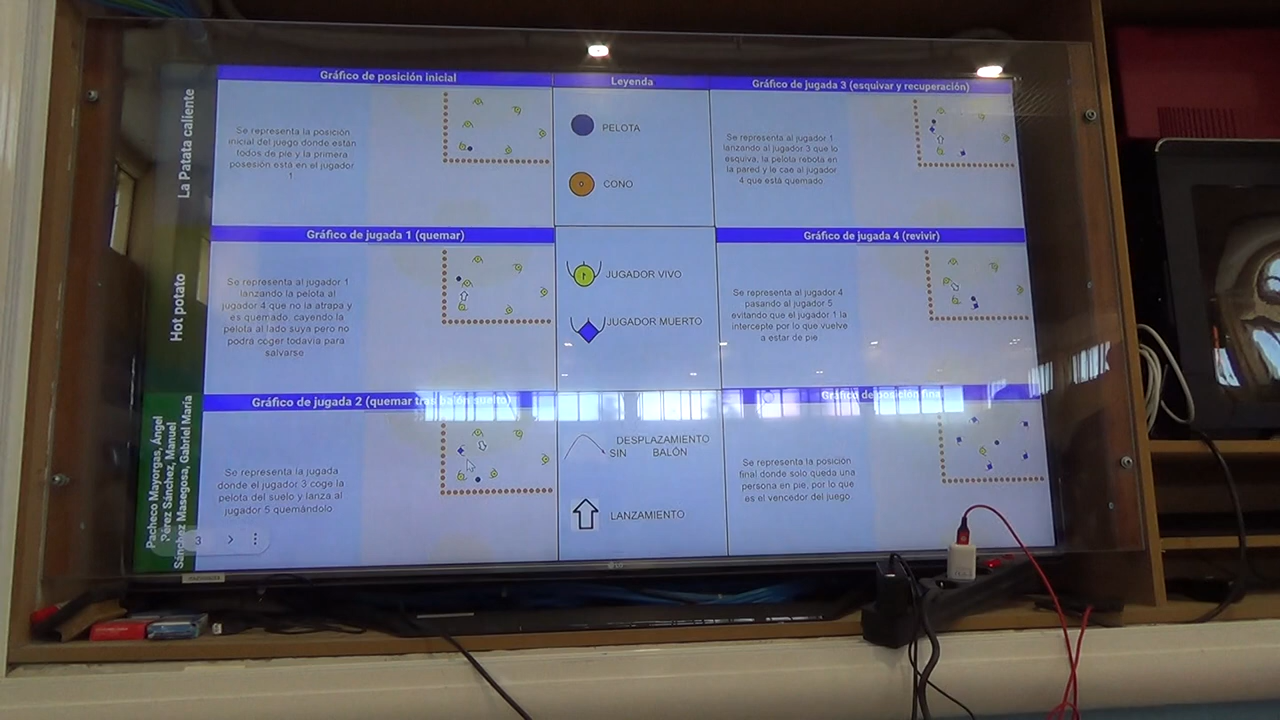 La Patata caliente
Hot potato
Pacheco Mayorgas, Ángel
Pérez Sánchez, Manuel
Sánchez Masegosa, Gabriel María
Gráfico de posición inicial
Se representa la posición
inicial del juego donde están
todos de pie y la primera
posesión está en el jugador
1
Gráfico de jugada 1 (quemar)
Se representa al jugador 1
lanzando la pelota al
jugador 4 que no la atrapa y
es quemado, cayendo la
pelota al lado suya pero no
podrá coger todavía para
salvarse
Gráfico de jugada 2 (quemar tras balón suelto)
Se representa la jugada
donde el jugador 3 coge la
pelota del suelo y lanza al
jugador 5 quemándolo
3
Leyenda
PELOTA
CONO
JUGADOR VIVO
JUGADOR MUERTO
DESPLAZAMIENTO
SIN BALÓN
LANZAMIENTO
Gráfico de jugada 3 (esquivar y recuperación)
Se representa al jugador 1
lanzando al jugador 3 que lo
esquiva, la pelota rebota en
la pared y le cae al jugador
4 que está quemado
Gráfico de jugada 4 (revivir)
Se representa al jugador 4
pasando al jugador 5
evitando que el jugador 1 la
intercepte por lo que vuelve
a estar de pie
Gráfico de posición final
Se representa la posición
final donde solo queda una
persona en pie, por lo que
es el vencedor del juego
LG